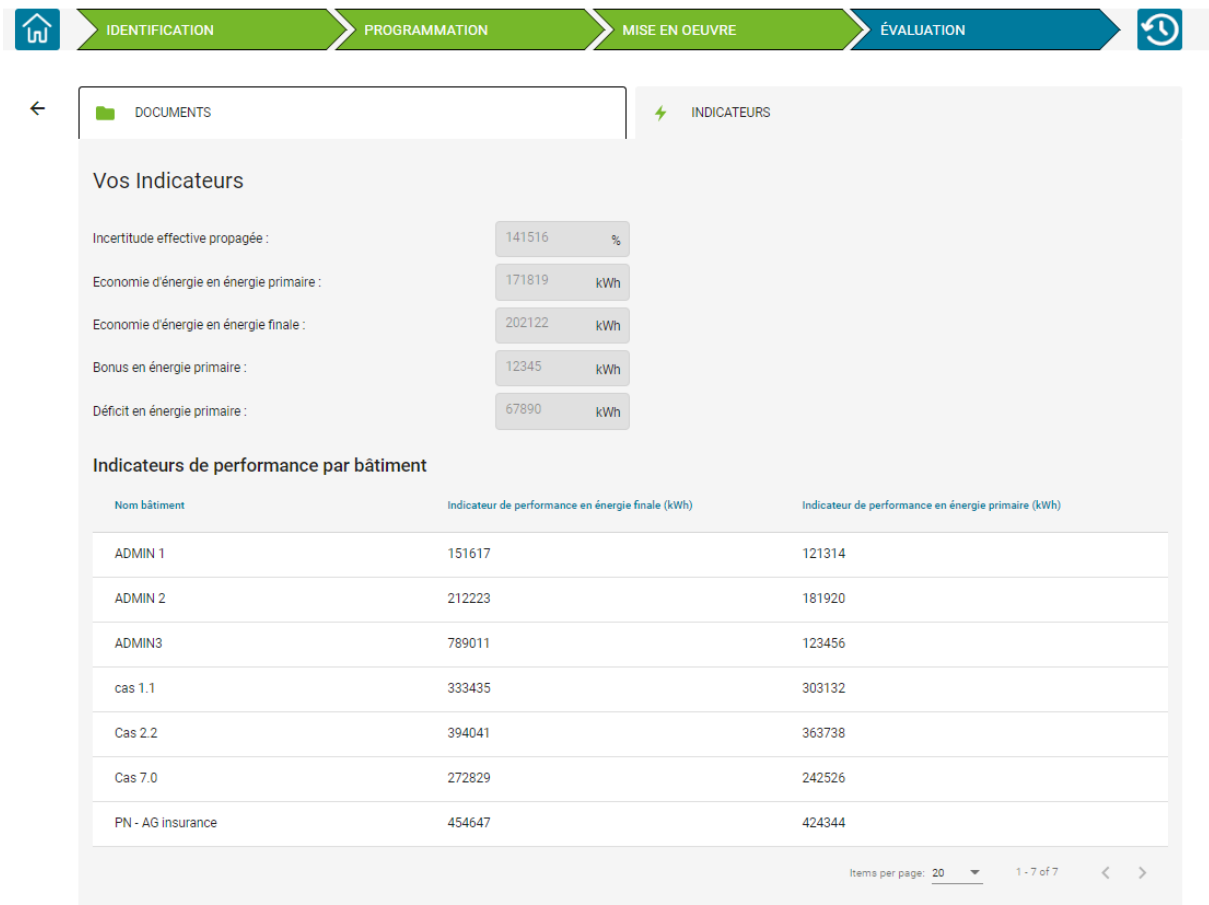 IDENTIFICATION PROGRAMMATION MISE EN OEUVRE ÉVALUATION
DOCUMENTS INDICATEURS
Vos Indicateurs
Incertitude effective propagée : 141516 %
Economie d'énergie en énergie primaire : 171819 kWh
Economie d'énergie en énergie finale : 202122 kWh
Bonus en énergie primaire : 12345 kWh
Déficit en énergie primaire : 67890 kWh
Indicateurs de performance par bâtiment
Nom bâtiment Indicateur de performance en énergie finale (kWh) Indicateur de performance en énergie primaire (kWh)
ADMIN 1 151617 121314
ADMIN 2 212223 181920
ADMIN3 789011 123456
cas 1.1 333435 303132
Cas 2.2 394041 363738
Cas 7.0 272829 242526
PN - AG insurance 454647 424344
Items per page: 20 1 - 7 of 7